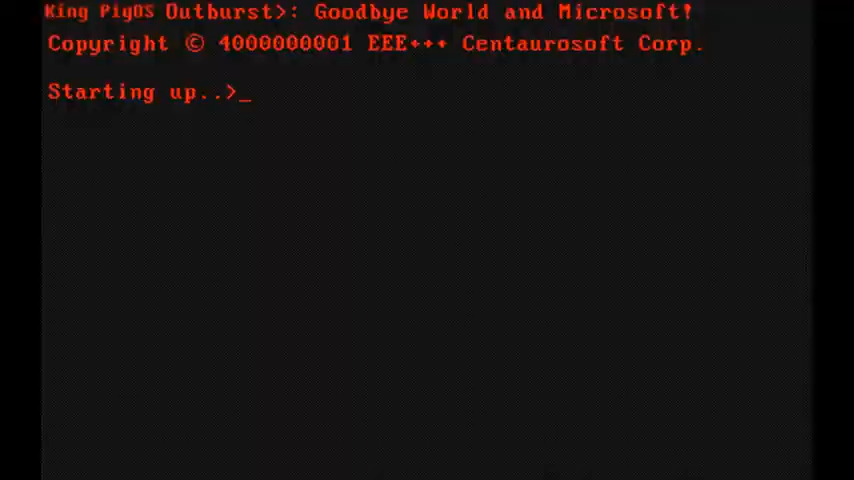 King PigOS Outburst>: Goodbye World and Microsoft!
Copyright © 4000000001 EEE+++ Centaurosoft Corp.
Starting up..>_